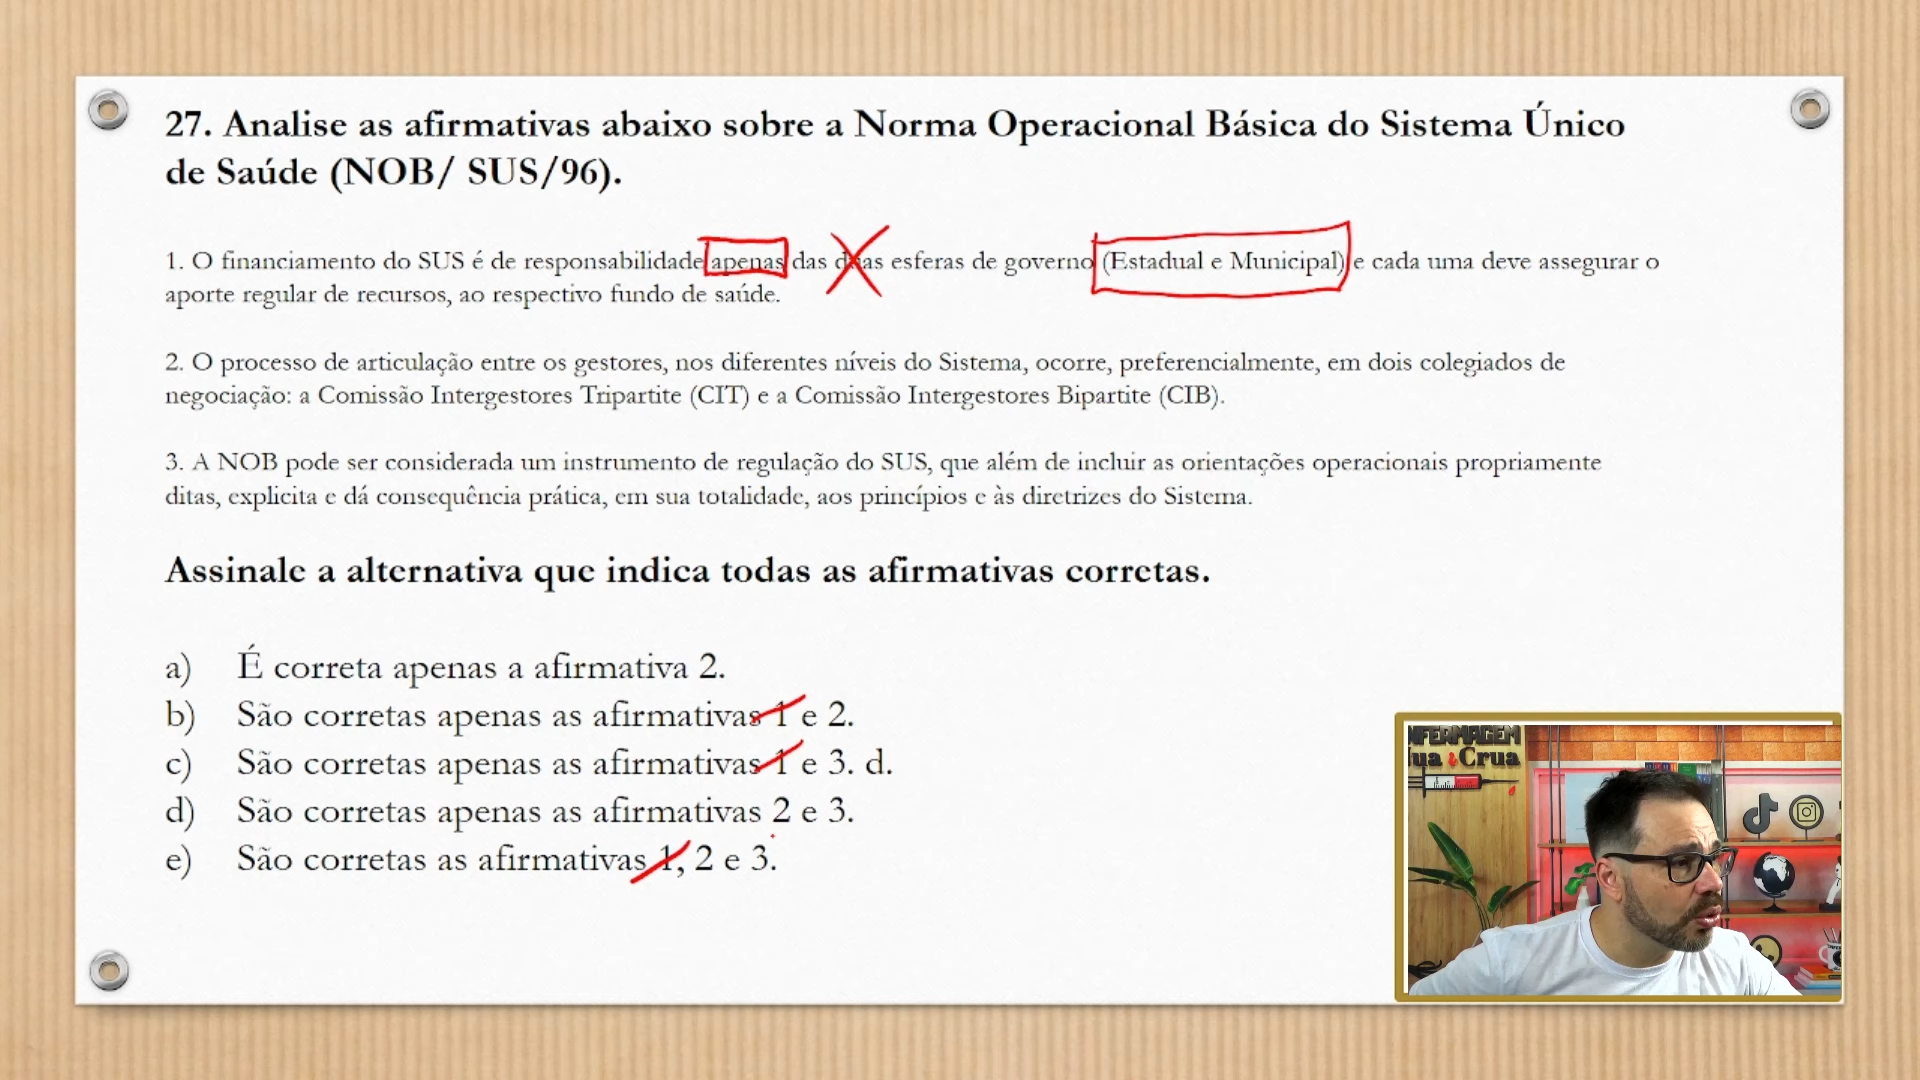 27. Analise as afirmativas abaixo sobre a Norma Operacional Básica do Sistema Único
de Saúde (NOB/ SUS/96).
1. O financiamento do SUS é de responsabilidade apenas das duas esferas de governo (Estadual e Municipal) e cada uma deve assegurar o
aporte regular de recursos, ao respectivo fundo de saúde.
2. O processo de articulação entre os gestores, nos diferentes níveis do Sistema, ocorre, preferencialmente, em dois colegiados de
negociação: a Comissão Intergestores Tripartite (CIT) e a Comissão Intergestores Bipartite (CIB).
3. A NOB pode ser considerada um instrumento de regulação do SUS, que além de incluir as orientações operacionais propriamente
ditas, explicita e dá consequência prática, em sua totalidade, aos princípios e às diretrizes do Sistema.
Assinale a alternativa que indica todas as afirmativas corretas.
a) É correta apenas a afirmativa 2.
b) São corretas apenas as afirmativas 1 e 2.
c) São corretas apenas as afirmativas 1 e 3. d.
d) São corretas apenas as afirmativas 2 e 3.
e) São corretas as afirmativas 1, 2 e 3.
NFERMAGEM
ua & Crua